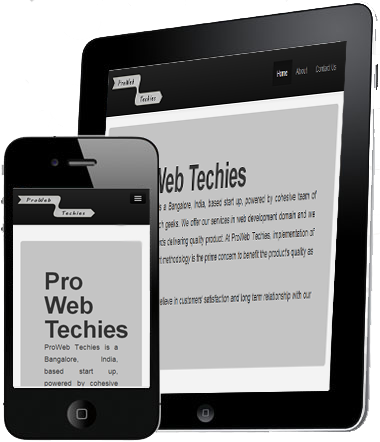 ProWeb
Techies
Home About Contact Us
Web Techies
is a Bangalore, India, based start up, powered by cohesive team of
tech geeks. We offer our services in web development domain and we
delivering quality product. At ProWeb Techies, implementation of
methodology is the prime concern to benefit the product's quality as
believe in customers' satisfaction and long term relationship with our
ProWeb
Techies
Pro
Web
Techies
ProWeb Techies is a
Bangalore, India,
based start up,
powered by cohesive